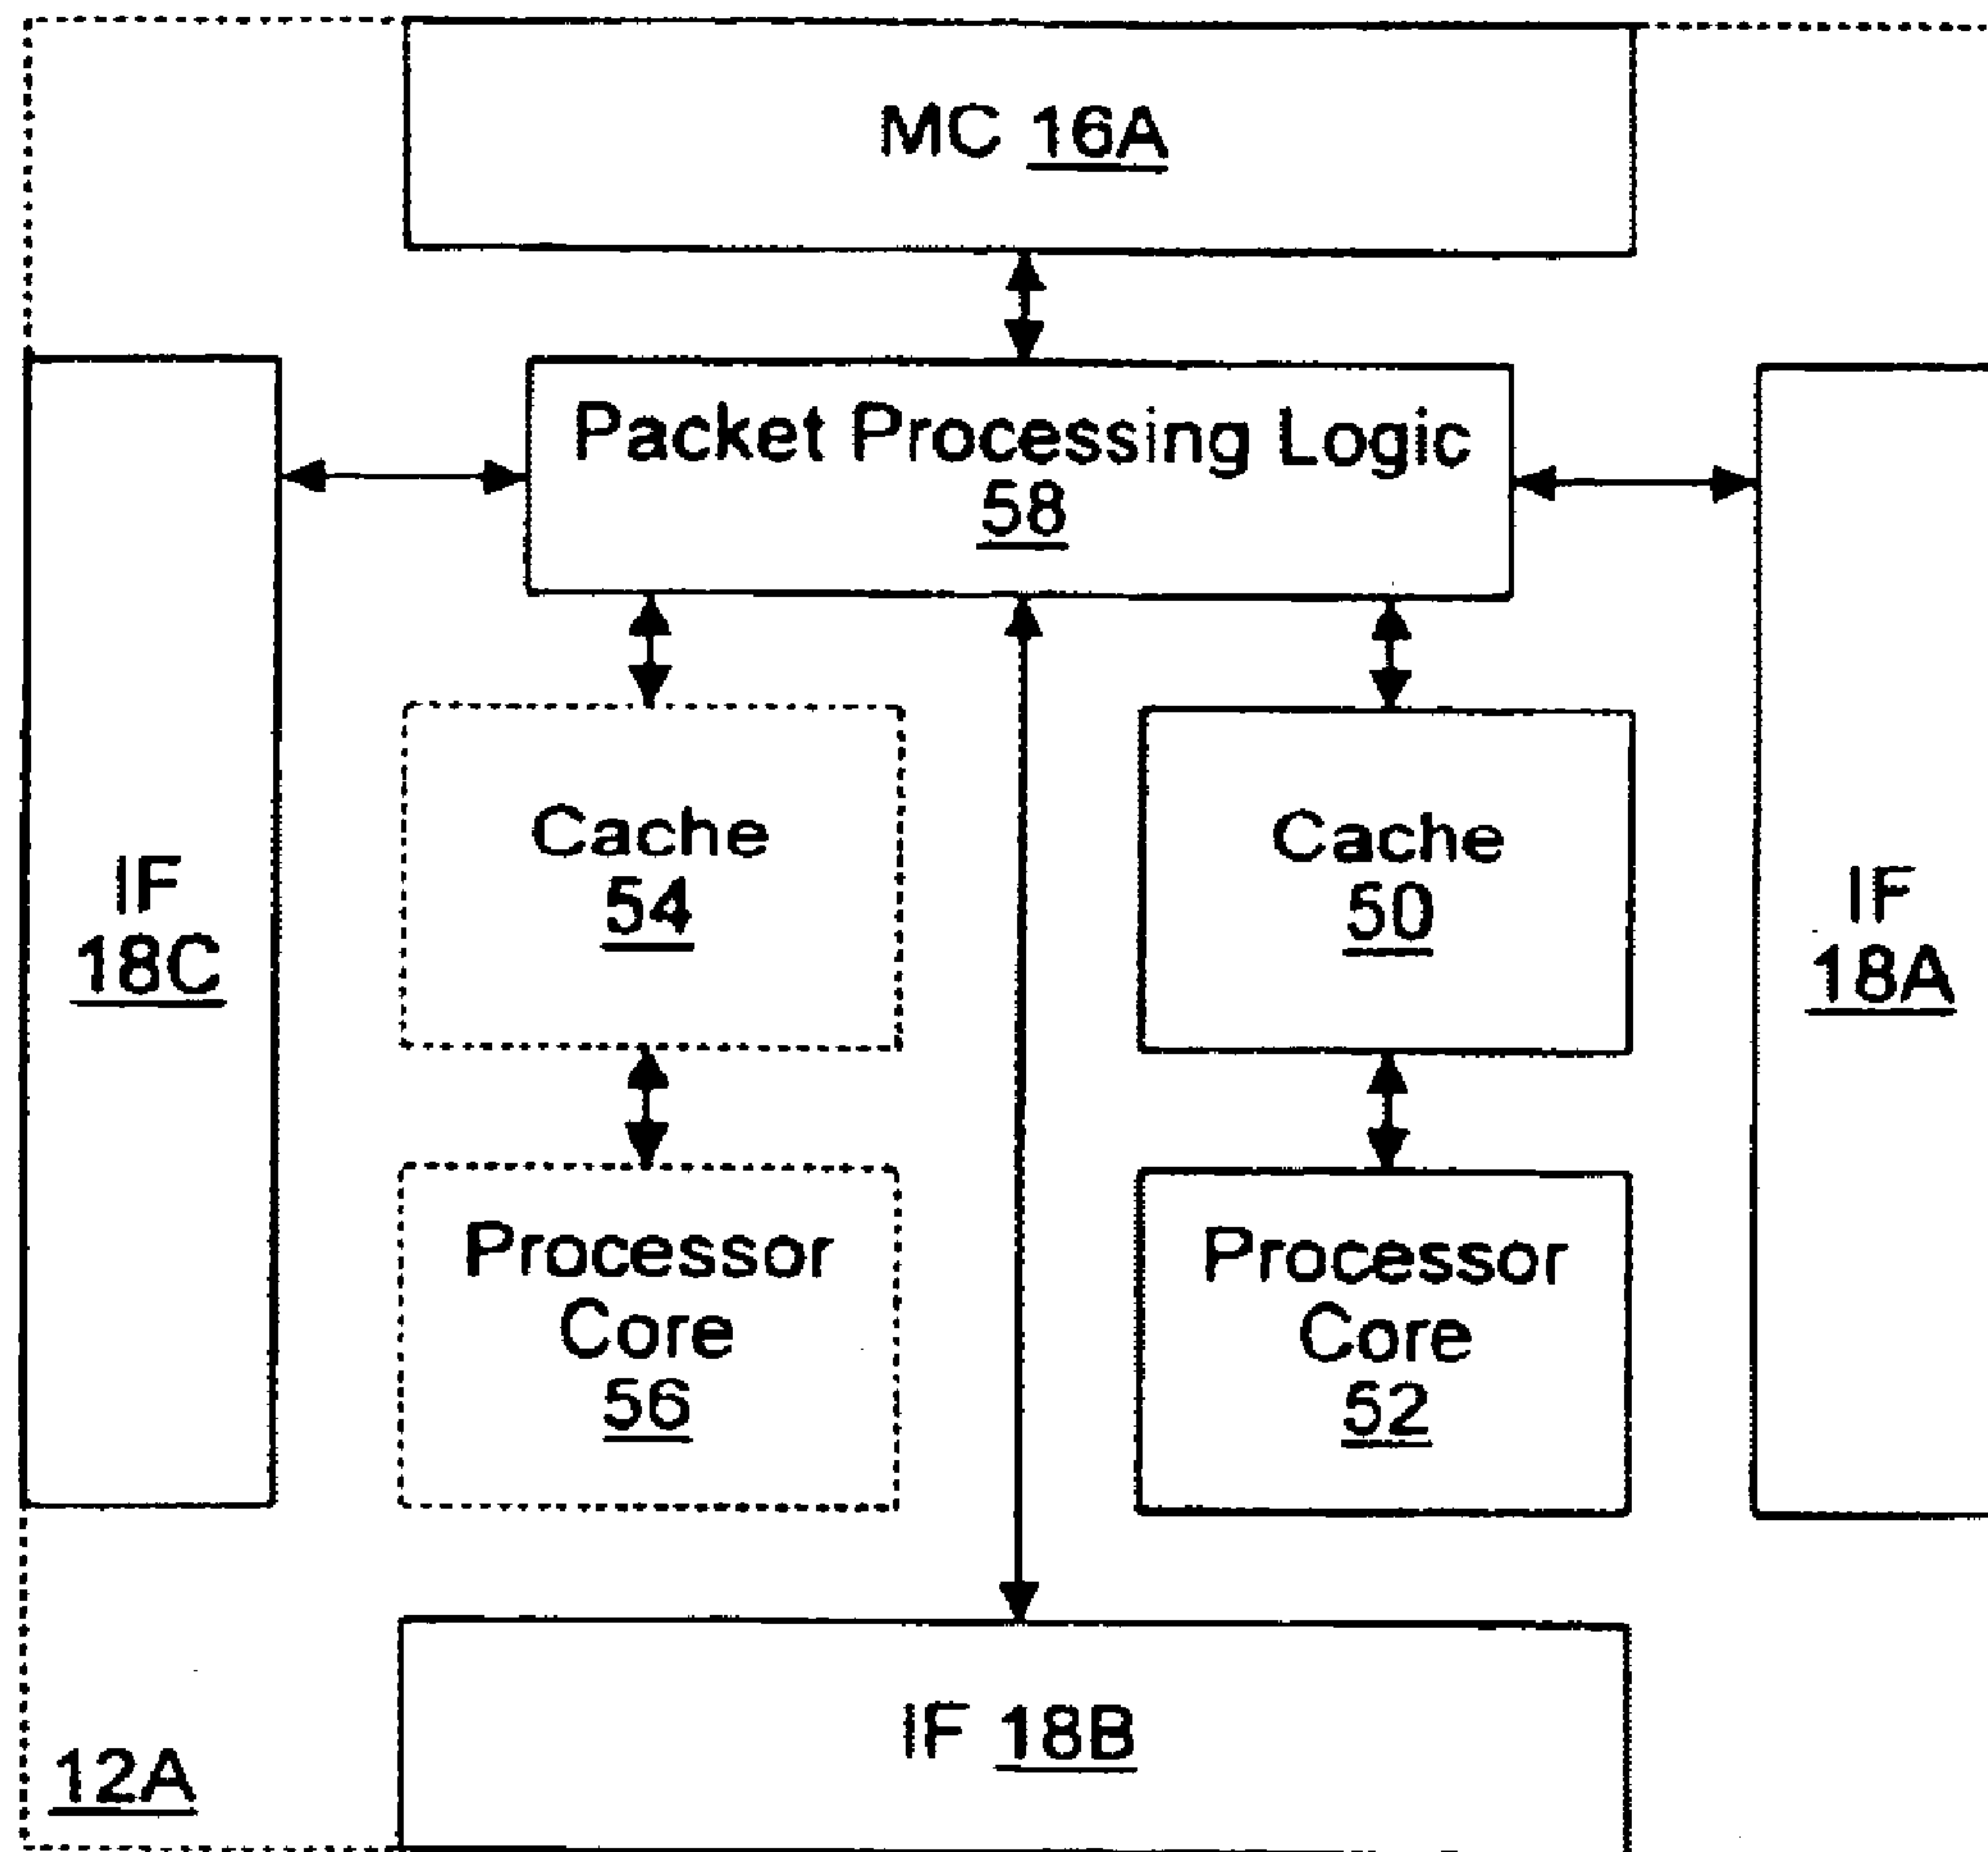 MC 16A
Packet Processing Logic
58
Cache
54
Cache
50
IF
18C
IF
18A
Processor
Core
56
Processor
Core
52
IF 18B
12A